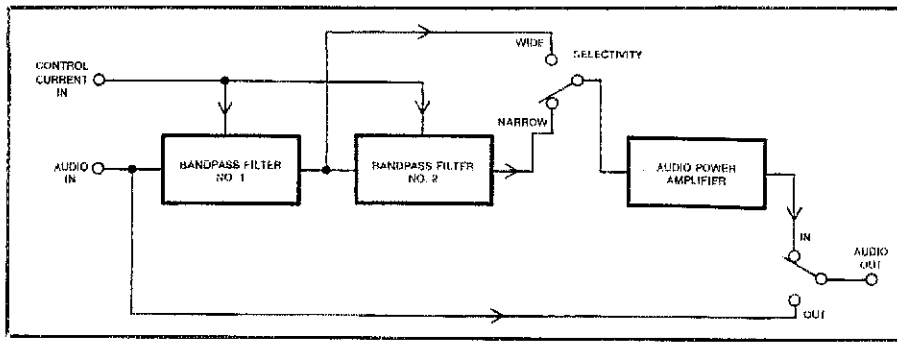 WIDE
SELECTIVITY
CONTROL
CURRENT
IN
NARROW
AUDIO
IN
BANDPASS FILTER
NO. 1
BANDPASS FILTER
NO. 2
AUDIO POWER
AMPLIFIER
IN
AUDIO
OUT
OUT